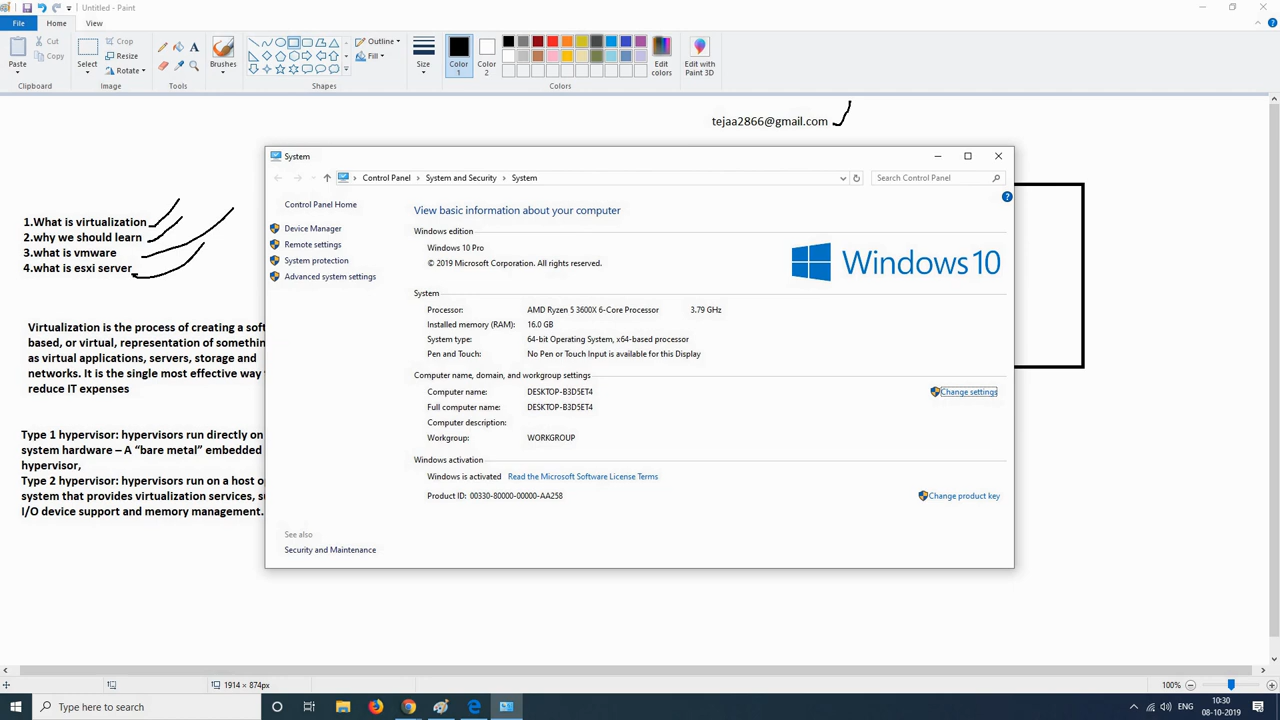 Untitled - Paint
File
Home
View
Paste
Cut
Copy
Clipboard
Select
Crop
Resize
Rotate
Image
Tools
Brushes
Shapes
Outline
Fill
Size
Color
1
Color
2
Colors
Edit
colors
Edit with
Paint 3D
tejaa2866@gmail.com
1.What is virtualization
2.why we should learn
3.what is vmware
4.what is esxi server
Virtualization is the process of creating a soft
based, or virtual, representation of somethin
as virtual applications, servers, storage and
networks. It is the single most effective way
reduce IT expenses
Type 1 hypervisor: hypervisors run directly on
system hardware – A “bare metal” embedded
hypervisor,
Type 2 hypervisor: hypervisors run on a host o
system that provides virtualization services, s
I/O device support and memory management.
System
Control Panel
System and Security
System
Search Control Panel
Control Panel Home
Device Manager
Remote settings
System protection
Advanced system settings
See also
Security and Maintenance
View basic information about your computer
Windows edition
Windows 10 Pro
© 2019 Microsoft Corporation. All rights reserved.
Windows 10
System
Processor: AMD Ryzen 5 3600X 6-Core Processor 3.79 GHz
Installed memory (RAM): 16.0 GB
System type: 64-bit Operating System, x64-based processor
Pen and Touch: No Pen or Touch Input is available for this Display
Computer name, domain, and workgroup settings
Computer name: DESKTOP-B3D5ET4
Change settings
Full computer name: DESKTOP-B3D5ET4
Computer description:
Workgroup: WORKGROUP
Windows activation
Windows is activated Read the Microsoft Software License Terms
Product ID: 00330-80000-00000-AA258
Change product key
1914 × 874px
100%
Type here to search
ENG
10:30
08-10-2019